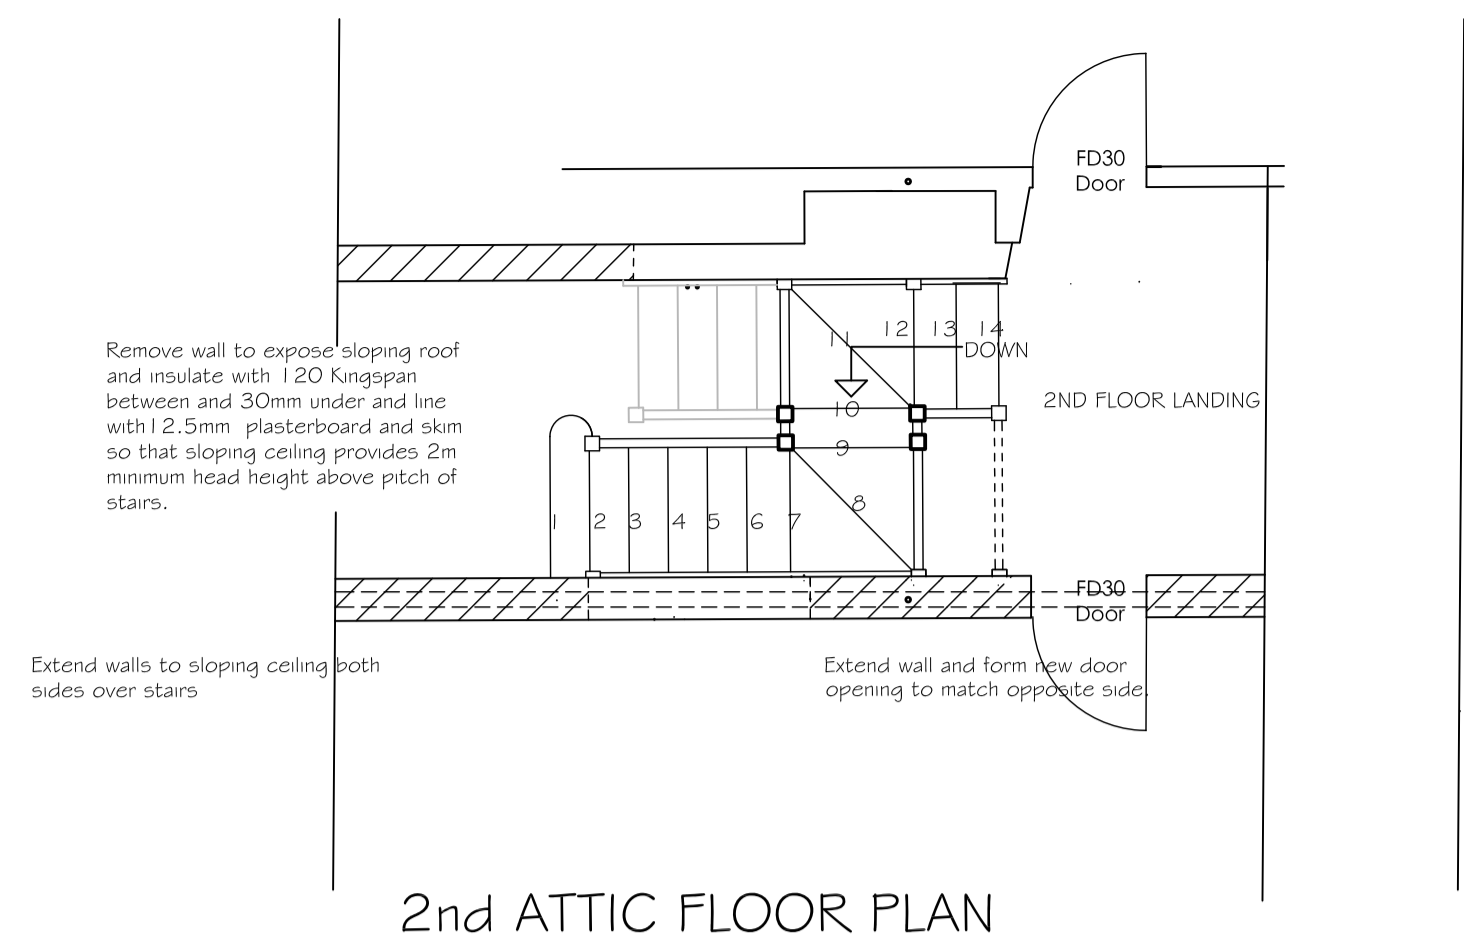 FD30
Door
Remove wall to expose sloping roof
and insulate with 120 Kingspan
between and 30mm under and line
with12.5mm plasterboard and skim
so that sloping ceiling provides 2m
minimum head height above pitch of
stairs.
11
12
13
14
DOWN
10
9
8
2ND FLOOR LANDING
1
2
3
4
5
6
7
FD30
Door
Extend walls to sloping ceiling both
sides over stairs
Extend wall and form new door
opening to match opposite side.
2nd ATTIC FLOOR PLAN